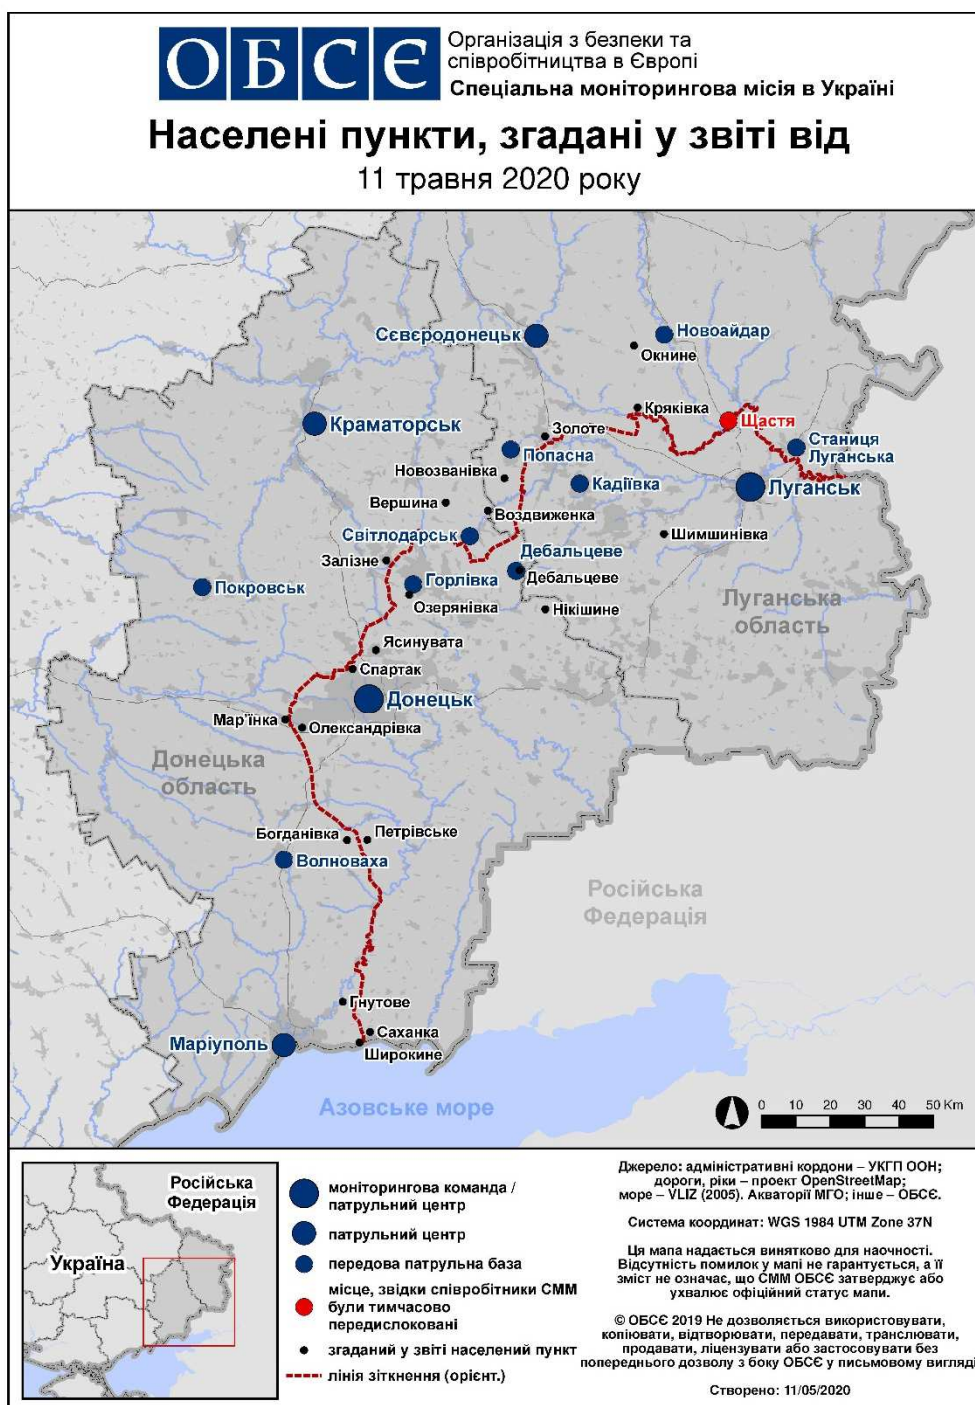 ОБСЄ
Організація з безпеки та
співробітництва в Європі
Спеціальна моніторингова місія в Україні
Населені пункти, згадані у звіті від
11 травня 2020 року
Сєвєродонецьк
Новоайдар
Окнине
Кряківка
Щастя
Краматорськ
Золоте
Станиця
Луганська
Попасна
Новозванівка
Кадіївка
Луганськ
Вершина
Воздвиженка
Світлодарськ
Шимшинівка
Дебальцеве
Залізне
Дебальцеве
Покровськ
Горлівка
Озерянівка
Нікішине
Луганська
область
Ясинувата
Спартак
Донецьк
Мар'їнка
Олександрівка
Донецька
область
Богданівка
Петрівське
Волноваха
Російська
Федерація
Гнутове
Саханка
Маріуполь
Широкине
Азовське море
0 10 20 30 40 50 Km
Російська
Федерація
Україна
моніторингова команда /
патрульний центр
патрульний центр
передова патрульна база
місце, звідки співробітники СММ
були тимчасово
передислоковані
згаданий у звіті населений пункт
лінія зіткнення (орієнт.)
Джерело: адміністративні кордони – УКГП ООН;
дороги, ріки – проект OpenStreetMap;
море – VLIZ (2005). Акваторії МГО; інше – ОБСЄ.
Система координат: WGS 1984 UTM Zone 37N
Ця мапа надається винятково для наочності.
Відсутність помилок у мапі не гарантується, а її
зміст не означає, що СММ ОБСЄ затверджує або
ухвалює офіційний статус мапи.
© ОБСЄ 2019 Не дозволяється використовувати,
копіювати, відтворювати, передавати, транслювати,
продавати, ліцензувати або застосовувати без
попереднього дозволу з боку ОБСЄ у письмовому вигляді
Створено: 11/05/2020